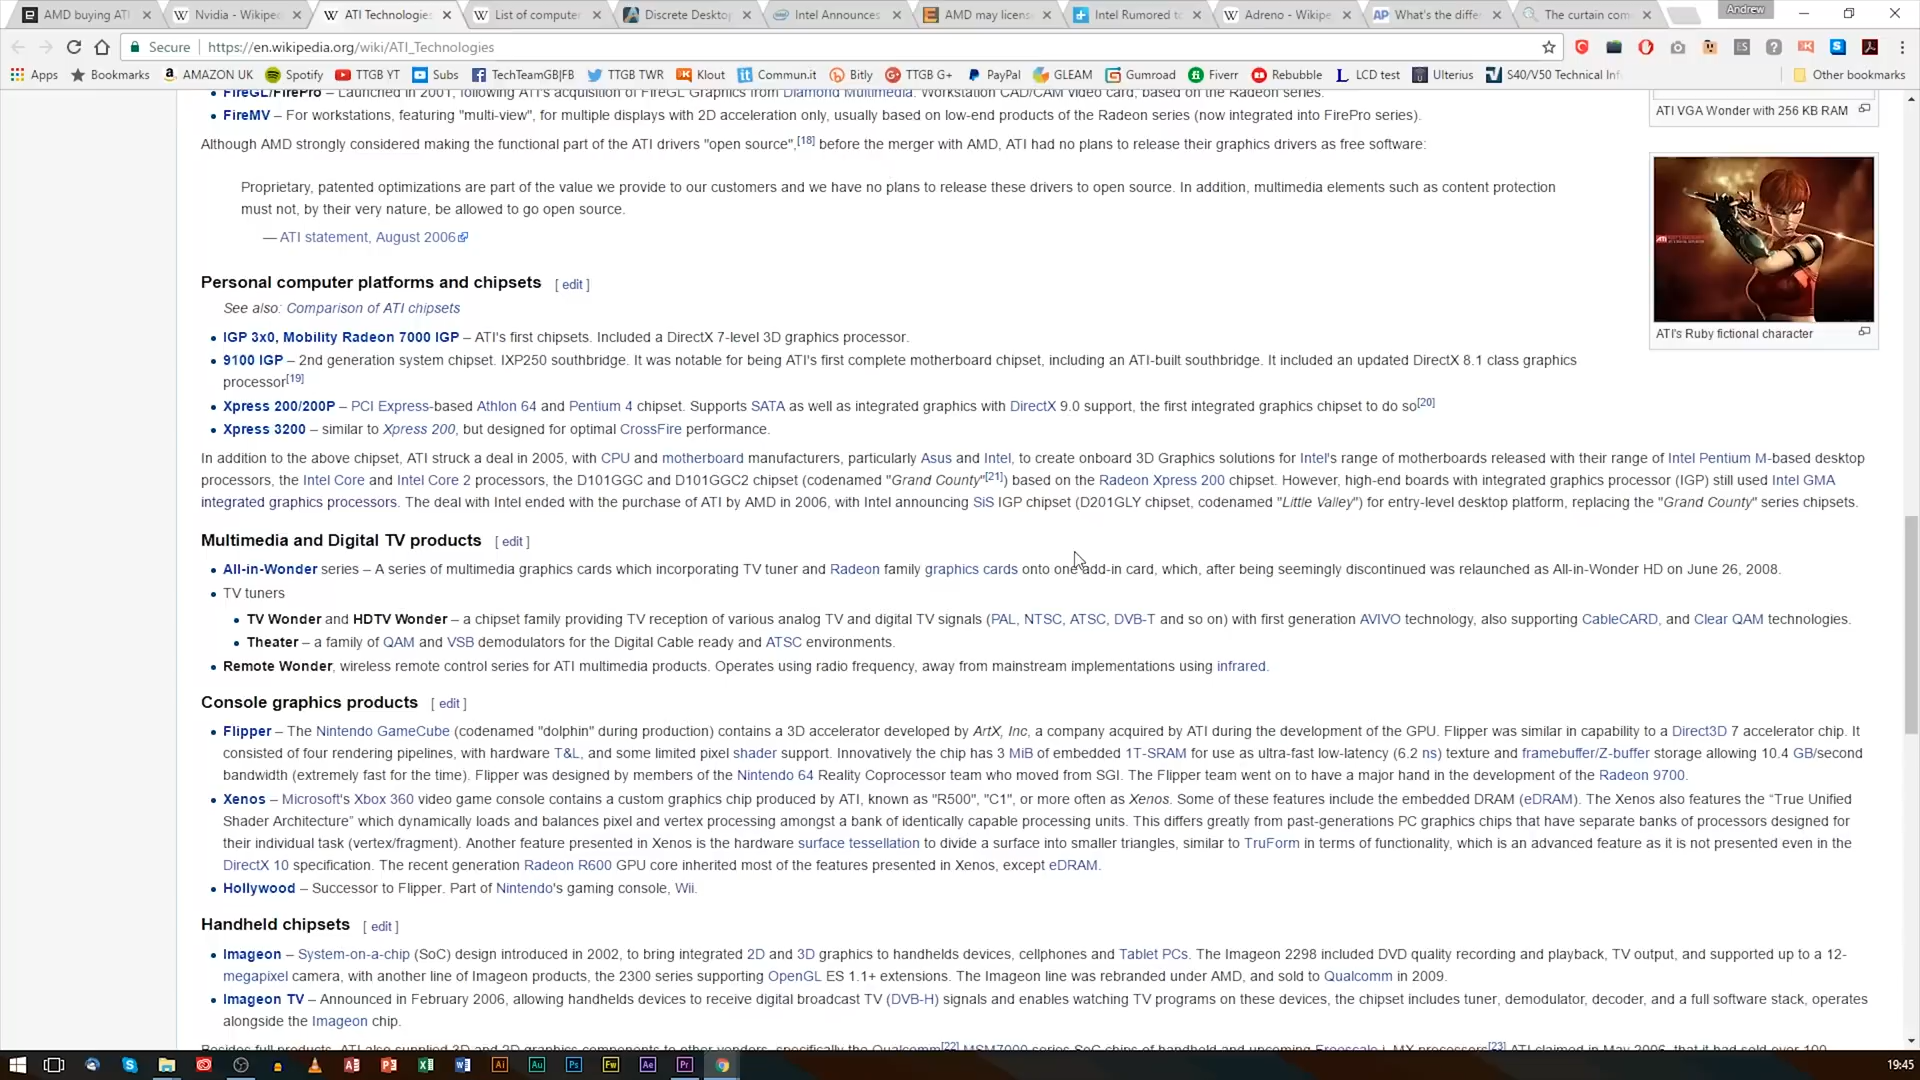 AMD buying ATI
Nvidia - Wikipe
ATI Technologies
List of computer
Discrete Deskto
Intel Announces
AMD may licens
Intel Rumored to
Adreno - Wikipe
What's the differ
The curtain com
Andrew
Secure
https://en.wikipedia.org/wiki/ATI_Technologies
Apps
Bookmarks
AMAZON UK
Spotify
TTGB YT
Subs
TechTeamGB|FB
TTGB TWR
Klout
Commun.it
Bitly
TTGB G+
PayPal
GLEAM
Gumroad
Fiverr
Rebubble
LCD test
Ulterius
S40/V50 Technical Inf
Other bookmarks
• FireGL/FirePro – Launched in 2001, following ATI's acquisition of FireGL Graphics from Diamond Multimedia. Workstation CAD/CAM video card, based on the Radeon series.
• FireMV – For workstations, featuring "multi-view", for multiple displays with 2D acceleration only, usually based on low-end products of the Radeon series (now integrated into FirePro series).
Although AMD strongly considered making the functional part of the ATI drivers "open source",[18] before the merger with AMD, ATI had no plans to release their graphics drivers as free software:
Proprietary, patented optimizations are part of the value we provide to our customers and we have no plans to release these drivers to open source. In addition, multimedia elements such as content protection
must not, by their very nature, be allowed to go open source.
— ATI statement, August 2006
ATI VGA Wonder with 256 KB RAM
ATI's Ruby fictional character
Personal computer platforms and chipsets [ edit ]
See also: Comparison of ATI chipsets
• IGP 3x0, Mobility Radeon 7000 IGP – ATI's first chipsets. Included a DirectX 7-level 3D graphics processor.
• 9100 IGP – 2nd generation system chipset. IXP250 southbridge. It was notable for being ATI's first complete motherboard chipset, including an ATI-built southbridge. It included an updated DirectX 8.1 class graphics
processor[19]
• Xpress 200/200P – PCI Express-based Athlon 64 and Pentium 4 chipset. Supports SATA as well as integrated graphics with DirectX 9.0 support, the first integrated graphics chipset to do so[20]
• Xpress 3200 – similar to Xpress 200, but designed for optimal CrossFire performance.
In addition to the above chipset, ATI struck a deal in 2005, with CPU and motherboard manufacturers, particularly Asus and Intel, to create onboard 3D Graphics solutions for Intel's range of motherboards released with their range of Intel Pentium M-based desktop
processors, the Intel Core and Intel Core 2 processors, the D101GGC and D101GGC2 chipset (codenamed "Grand County"[21]) based on the Radeon Xpress 200 chipset. However, high-end boards with integrated graphics processor (IGP) still used Intel GMA
integrated graphics processors. The deal with Intel ended with the purchase of ATI by AMD in 2006, with Intel announcing SiS IGP chipset (D201GLY chipset, codenamed "Little Valley") for entry-level desktop platform, replacing the "Grand County" series chipsets.
Multimedia and Digital TV products [ edit ]
• All-in-Wonder series – A series of multimedia graphics cards which incorporating TV tuner and Radeon family graphics cards onto one add-in card, which, after being seemingly discontinued was relaunched as All-in-Wonder HD on June 26, 2008.
• TV tuners
• TV Wonder and HDTV Wonder – a chipset family providing TV reception of various analog TV and digital TV signals (PAL, NTSC, ATSC, DVB-T and so on) with first generation AVIVO technology, also supporting CableCARD, and Clear QAM technologies.
• Theater – a family of QAM and VSB demodulators for the Digital Cable ready and ATSC environments.
• Remote Wonder, wireless remote control series for ATI multimedia products. Operates using radio frequency, away from mainstream implementations using infrared.
Console graphics products [ edit ]
• Flipper – The Nintendo GameCube (codenamed "dolphin" during production) contains a 3D accelerator developed by ArtX, Inc, a company acquired by ATI during the development of the GPU. Flipper was similar in capability to a Direct3D 7 accelerator chip. It
consisted of four rendering pipelines, with hardware T&L, and some limited pixel shader support. Innovatively the chip has 3 MiB of embedded 1T-SRAM for use as ultra-fast low-latency (6.2 ns) texture and framebuffer/Z-buffer storage allowing 10.4 GB/second
bandwidth (extremely fast for the time). Flipper was designed by members of the Nintendo 64 Reality Coprocessor team who moved from SGI. The Flipper team went on to have a major hand in the development of the Radeon 9700.
• Xenos – Microsoft's Xbox 360 video game console contains a custom graphics chip produced by ATI, known as "R500", "C1", or more often as Xenos. Some of these features include the embedded DRAM (eDRAM). The Xenos also features the “True Unified
Shader Architecture” which dynamically loads and balances pixel and vertex processing amongst a bank of identically capable processing units. This differs greatly from past-generations PC graphics chips that have separate banks of processors designed for
their individual task (vertex/fragment). Another feature presented in Xenos is the hardware surface tessellation to divide a surface into smaller triangles, similar to TruForm in terms of functionality, which is an advanced feature as it is not presented even in the
DirectX 10 specification. The recent generation Radeon R600 GPU core inherited most of the features presented in Xenos, except eDRAM.
• Hollywood – Successor to Flipper. Part of Nintendo's gaming console, Wii.
Handheld chipsets [ edit ]
• Imageon – System-on-a-chip (SoC) design introduced in 2002, to bring integrated 2D and 3D graphics to handhelds devices, cellphones and Tablet PCs. The Imageon 2298 included DVD quality recording and playback, TV output, and supported up to a 12-
megapixel camera, with another line of Imageon products, the 2300 series supporting OpenGL ES 1.1+ extensions. The Imageon line was rebranded under AMD, and sold to Qualcomm in 2009.
• Imageon TV – Announced in February 2006, allowing handhelds devices to receive digital broadcast TV (DVB-H) signals and enables watching TV programs on these devices, the chipset includes tuner, demodulator, decoder, and a full software stack, operates
alongside the Imageon chip.
Besides full products, ATI also supplied 3D and 2D graphics components to other vendors, specifically the Qualcomm[22] MSM7000 series SoC chips of handheld and upcoming Freescale i.MX processors[23] ATI claimed in May 2006, that it had sold over 100
19:45